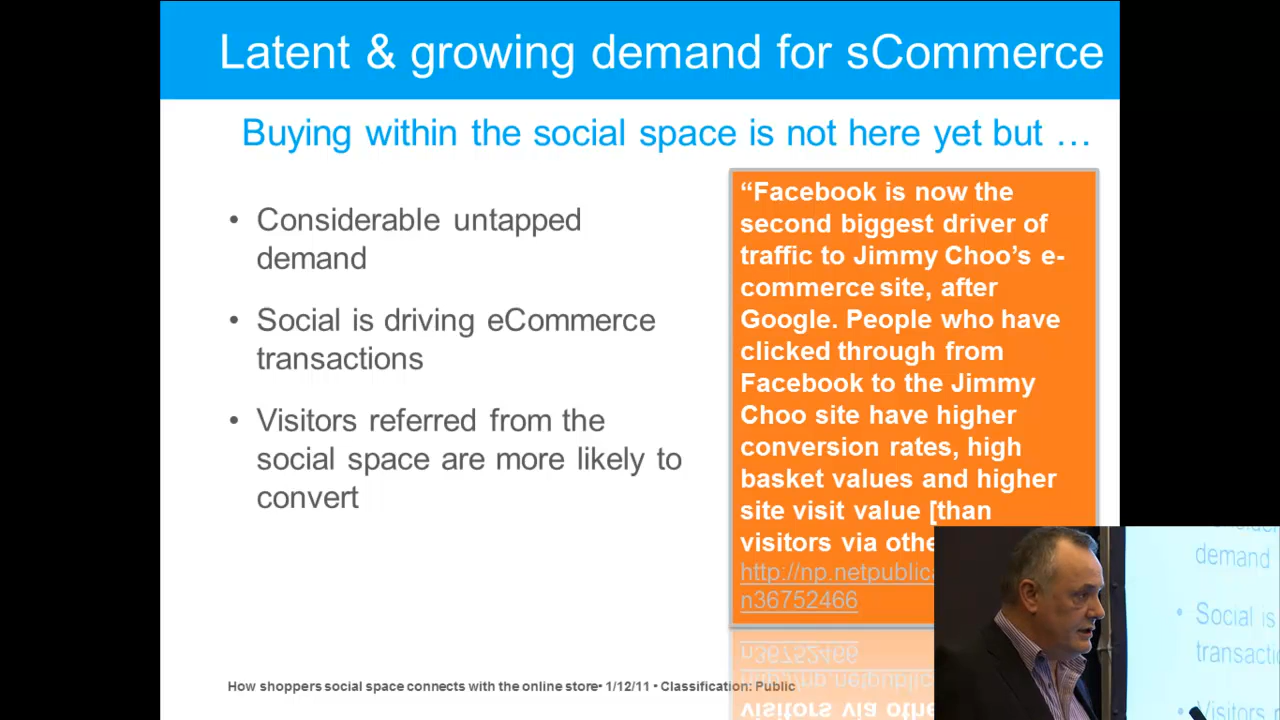 Latent & growing demand for sCommerce
Buying within the social space is not here yet but …
• Considerable untapped
demand
• Social is driving eCommerce
transactions
• Visitors referred from the
social space are more likely to
convert
“Facebook is now the
second biggest driver of
traffic to Jimmy Choo’s e-
commerce site, after
Google. People who have
clicked through from
Facebook to the Jimmy
Choo site have higher
conversion rates, high
basket values and higher
site visit value [than
visitors via
http://np.
n36752466
How shoppers social space connects with the online store• 1/12/11 • Classification: Public
demand
• Social is
• Visitors